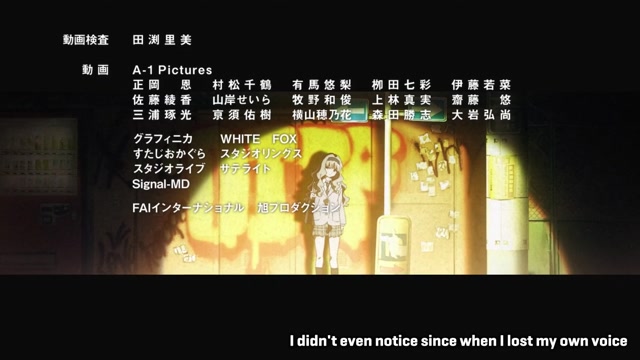 動画検査 田渕里美
動画 A-1 Pictures
正岡 恩 村松千鶴 有馬悠梨 栁田七彩 伊藤若菜
佐藤綾香 山岸せいら 牧野和俊 上林真実 齋藤 悠
三浦琢光 京須佑樹 横山穂乃花 森田勝志 大岩弘尚
グラフィニカ WHITE FOX
すたじおかぐら スタジオリングス
スタジオライブ サテライト
Signal-MD
FAIインターナショナル 旭プロダクション
I didn't even notice since when I lost my own voice